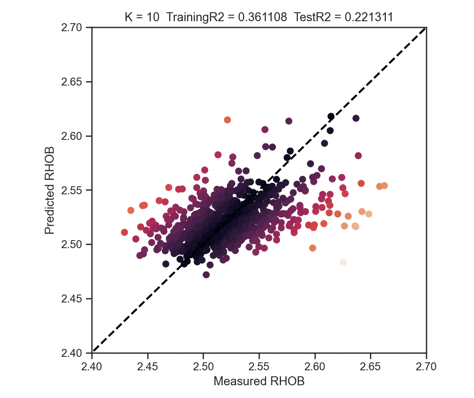 K = 10 TrainingR2 = 0.361108 TestR2 = 0.221311
2.70
2.65
2.60
2.55
2.50
2.45
2.40
Predicted RHOB
2.40 2.45 2.50 2.55 2.60 2.65 2.70
Measured RHOB